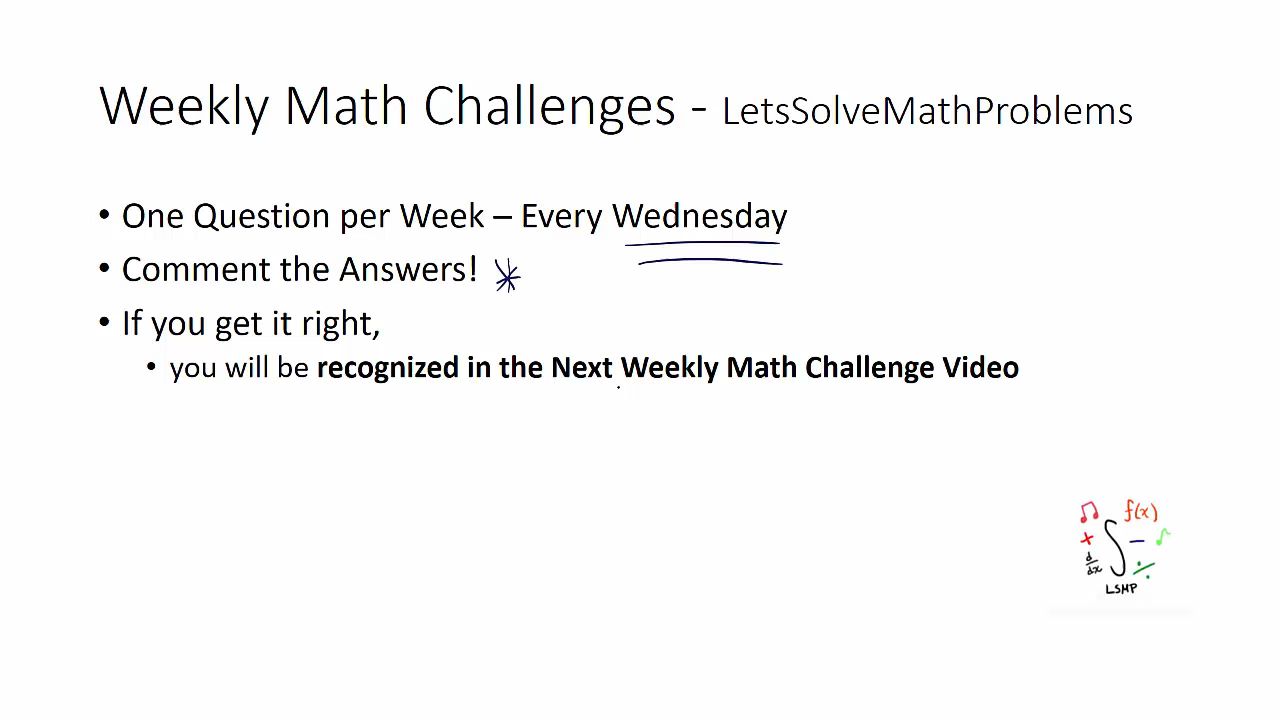 Weekly Math Challenges - LetsSolveMathProblems
• One Question per Week – Every Wednesday
• Comment the Answers! *
• If you get it right,
• you will be recognized in the Next Weekly Math Challenge Video
f(x)
+ −
d/dx ∫ ÷
LSMP